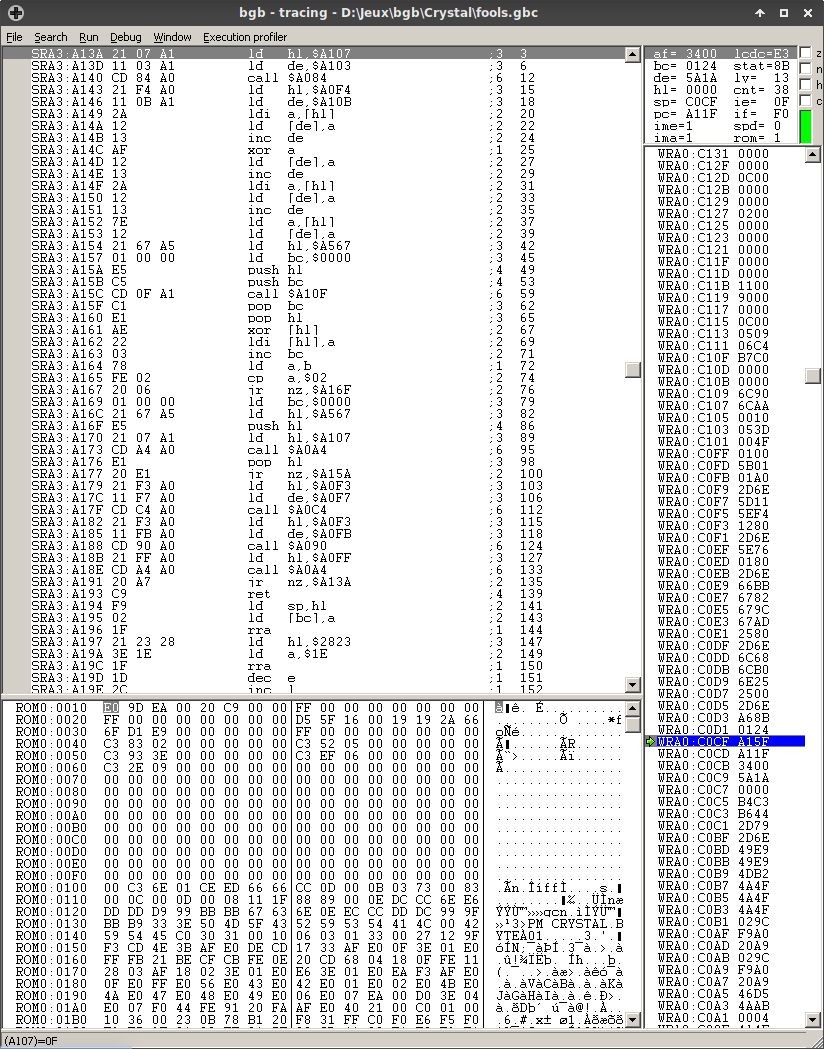 bgb - tracing - D:\Jeux\bgb\Crystal\fools.gbc
File Search Run Debug Window Execution profiler
SRA3:A13A 21 07 A1 ld hl,$A107 ;3 3
SRA3:A13D 11 03 A1 ld de,$A103 ;3 6
SRA3:A140 CD 84 A0 call $A084 ;6 12
SRA3:A143 21 F4 A0 ld hl,$A0F4 ;3 15
SRA3:A146 11 0B A1 ld de,$A10B ;3 18
SRA3:A149 2A ldi a,[hl] ;2 20
SRA3:A14A 12 ld [de],a ;2 22
SRA3:A14B 13 inc de ;2 24
SRA3:A14C AF xor a ;1 25
SRA3:A14D 12 ld [de],a ;2 27
SRA3:A14E 13 inc de ;2 29
SRA3:A14F 2A ldi a,[hl] ;2 31
SRA3:A150 12 ld [de],a ;2 33
SRA3:A151 13 inc de ;2 35
SRA3:A152 7E ld a,[hl] ;2 37
SRA3:A153 12 ld [de],a ;2 39
SRA3:A154 21 67 A5 ld hl,$A567 ;3 42
SRA3:A157 01 00 00 ld bc,$0000 ;3 45
SRA3:A15A E5 push hl ;4 49
SRA3:A15B C5 push bc ;4 53
SRA3:A15C CD 0F A1 call $A10F ;6 59
SRA3:A15F C1 pop bc ;3 62
SRA3:A160 E1 pop hl ;3 65
SRA3:A161 AE xor [hl] ;2 67
SRA3:A162 22 ldi [hl],a ;2 69
SRA3:A163 03 inc bc ;2 71
SRA3:A164 78 ld a,b ;1 72
SRA3:A165 FE 02 cp a,$02 ;2 74
SRA3:A167 20 06 jr nz,$A16F ;2 76
SRA3:A169 01 00 00 ld bc,$0000 ;3 79
SRA3:A16C 21 67 A5 ld hl,$A567 ;3 82
SRA3:A16F E5 push hl ;4 86
SRA3:A170 21 07 A1 ld hl,$A107 ;3 89
SRA3:A173 CD A4 A0 call $A0A4 ;6 95
SRA3:A176 E1 pop hl ;3 98
SRA3:A177 20 E1 jr nz,$A15A ;2 100
SRA3:A179 21 F3 A0 ld hl,$A0F3 ;3 103
SRA3:A17C 11 F7 A0 ld de,$A0F7 ;3 106
SRA3:A17F CD C4 A0 call $A0C4 ;6 112
SRA3:A182 21 F3 A0 ld hl,$A0F3 ;3 115
SRA3:A185 11 FB A0 ld de,$A0FB ;3 118
SRA3:A188 CD 90 A0 call $A090 ;6 124
SRA3:A18B 21 FF A0 ld hl,$A0FF ;3 127
SRA3:A18E CD A4 A0 call $A0A4 ;6 133
SRA3:A191 20 A7 jr nz,$A13A ;2 135
SRA3:A193 C9 ret ;4 139
SRA3:A194 F9 ld sp,hl ;2 141
SRA3:A195 02 ld [bc],a ;2 143
SRA3:A196 1F rra ;1 144
SRA3:A197 21 23 28 ld hl,$2823 ;3 147
SRA3:A19A 3E 1E ld a,$1E ;2 149
SRA3:A19C 1F rra ;1 150
SRA3:A19D 1D dec e ;1 151
SRA3:A19E 2C inc l ;1 152
af= 3400 lcdc=E3 z
bc= 0124 stat=8B n
de= 5A1A ly= 13 h
hl= 0000 cnt= 38 c
sp= C0CF ie= 0F
pc= A11F if= F0
ime=1 spd= 0
ima=1 rom= 1
WRA0:C131 0000
WRA0:C12F 0000
WRA0:C12D 0C00
WRA0:C12B 0000
WRA0:C129 0000
WRA0:C127 0200
WRA0:C125 0000
WRA0:C123 0000
WRA0:C121 0000
WRA0:C11F 0000
WRA0:C11D 0000
WRA0:C11B 1100
WRA0:C119 9000
WRA0:C117 0000
WRA0:C115 0C00
WRA0:C113 0509
WRA0:C111 06C4
WRA0:C10F B7C0
WRA0:C10D 0000
WRA0:C10B 0000
WRA0:C109 6C90
WRA0:C107 6CAA
WRA0:C105 0010
WRA0:C103 053D
WRA0:C101 004F
WRA0:C0FF 0100
WRA0:C0FD 5B01
WRA0:C0FB 01A0
WRA0:C0F9 2D6E
WRA0:C0F7 5D11
WRA0:C0F5 5EF4
WRA0:C0F3 1280
WRA0:C0F1 2D6E
WRA0:C0EF 5E76
WRA0:C0ED 0180
WRA0:C0EB 2D6E
WRA0:C0E9 66BB
WRA0:C0E7 6782
WRA0:C0E5 679C
WRA0:C0E3 67AD
WRA0:C0E1 2580
WRA0:C0DF 2D6E
WRA0:C0DD 6C68
WRA0:C0DB 6CB0
WRA0:C0D9 6E25
WRA0:C0D7 2500
WRA0:C0D5 2D6E
WRA0:C0D3 A68B
WRA0:C0D1 0124
WRA0:C0CF A15F
WRA0:C0CD A11F
WRA0:C0CB 3400
WRA0:C0C9 5A1A
WRA0:C0C7 0000
WRA0:C0C5 B4C3
WRA0:C0C3 B644
WRA0:C0C1 2D79
WRA0:C0BF 2D6E
WRA0:C0BD 49E9
WRA0:C0BB 49E9
WRA0:C0B9 4DB2
WRA0:C0B7 4A4F
WRA0:C0B5 4A4F
WRA0:C0B3 4A4F
WRA0:C0B1 029C
WRA0:C0AF F9A0
WRA0:C0AD 20A9
WRA0:C0AB 029C
WRA0:C0A9 F9A0
WRA0:C0A7 20A9
WRA0:C0A5 46D5
WRA0:C0A3 4AAB
ROM0:0010 E0 9D EA 00 20 C9 00 00 FF 00 00 00 00 00 00 00
ROM0:0020 FF 00 00 00 00 00 00 00 D5 5F 16 00 19 19 2A 66
ROM0:0030 6F D1 E9 00 00 00 00 00 FF 00 00 00 00 00 00 00
ROM0:0040 C3 83 02 00 00 00 00 00 C3 52 05 00 00 00 00 00
ROM0:0050 C3 93 3E 00 00 00 00 00 C3 EF 06 00 00 00 00 00
ROM0:0060 C3 2E 09 00 00 00 00 00 00 00 00 00 00 00 00 00
ROM0:0070 00 00 00 00 00 00 00 00 00 00 00 00 00 00 00 00
ROM0:0080 00 00 00 00 00 00 00 00 00 00 00 00 00 00 00 00
ROM0:0090 00 00 00 00 00 00 00 00 00 00 00 00 00 00 00 00
ROM0:00A0 00 00 00 00 00 00 00 00 00 00 00 00 00 00 00 00
ROM0:00B0 00 00 00 00 00 00 00 00 00 00 00 00 00 00 00 00
ROM0:00C0 00 00 00 00 00 00 00 00 00 00 00 00 00 00 00 00
ROM0:00D0 00 00 00 00 00 00 00 00 00 00 00 00 00 00 00 00
ROM0:00E0 00 00 00 00 00 00 00 00 00 00 00 00 00 00 00 00
ROM0:00F0 00 00 00 00 00 00 00 00 00 00 00 00 00 00 00 00
ROM0:0100 00 C3 6E 01 CE ED 66 66 CC 0D 00 0B 03 73 00 83
ROM0:0110 00 0C 00 0D 00 08 11 1F 88 89 00 0E DC CC 6E E6
ROM0:0120 DD DD D9 99 BB BB 67 63 6E 0E EC CC DD DC 99 9F
ROM0:0130 BB B9 33 3E 50 4D 5F 43 52 59 53 54 41 4C 00 42
ROM0:0140 59 54 45 C0 30 31 00 10 06 03 01 33 00 27 12 9F
ROM0:0150 F3 CD 4E 3B AF E0 DE CD 17 33 AF E0 0F 3E 01 E0
ROM0:0160 FF FB 21 BE CF CB FE 0E 20 CD 68 04 18 0F FE 11
ROM0:0170 28 03 AF 18 02 3E 01 E0 E6 3E 01 E0 EA F3 AF E0
ROM0:0180 0F E0 FF E0 56 E0 43 E0 42 E0 01 E0 02 E0 4B E0
ROM0:0190 4A E0 47 E0 48 E0 49 E0 06 E0 07 EA 00 D0 3E 04
ROM0:01A0 E0 07 F0 44 FE 91 20 FA AF E0 40 21 00 C0 01 00
ROM0:01B0 10 36 00 23 0B 78 B1 20 F8 31 FF C0 F0 E6 F5 F0
(A107)=0F